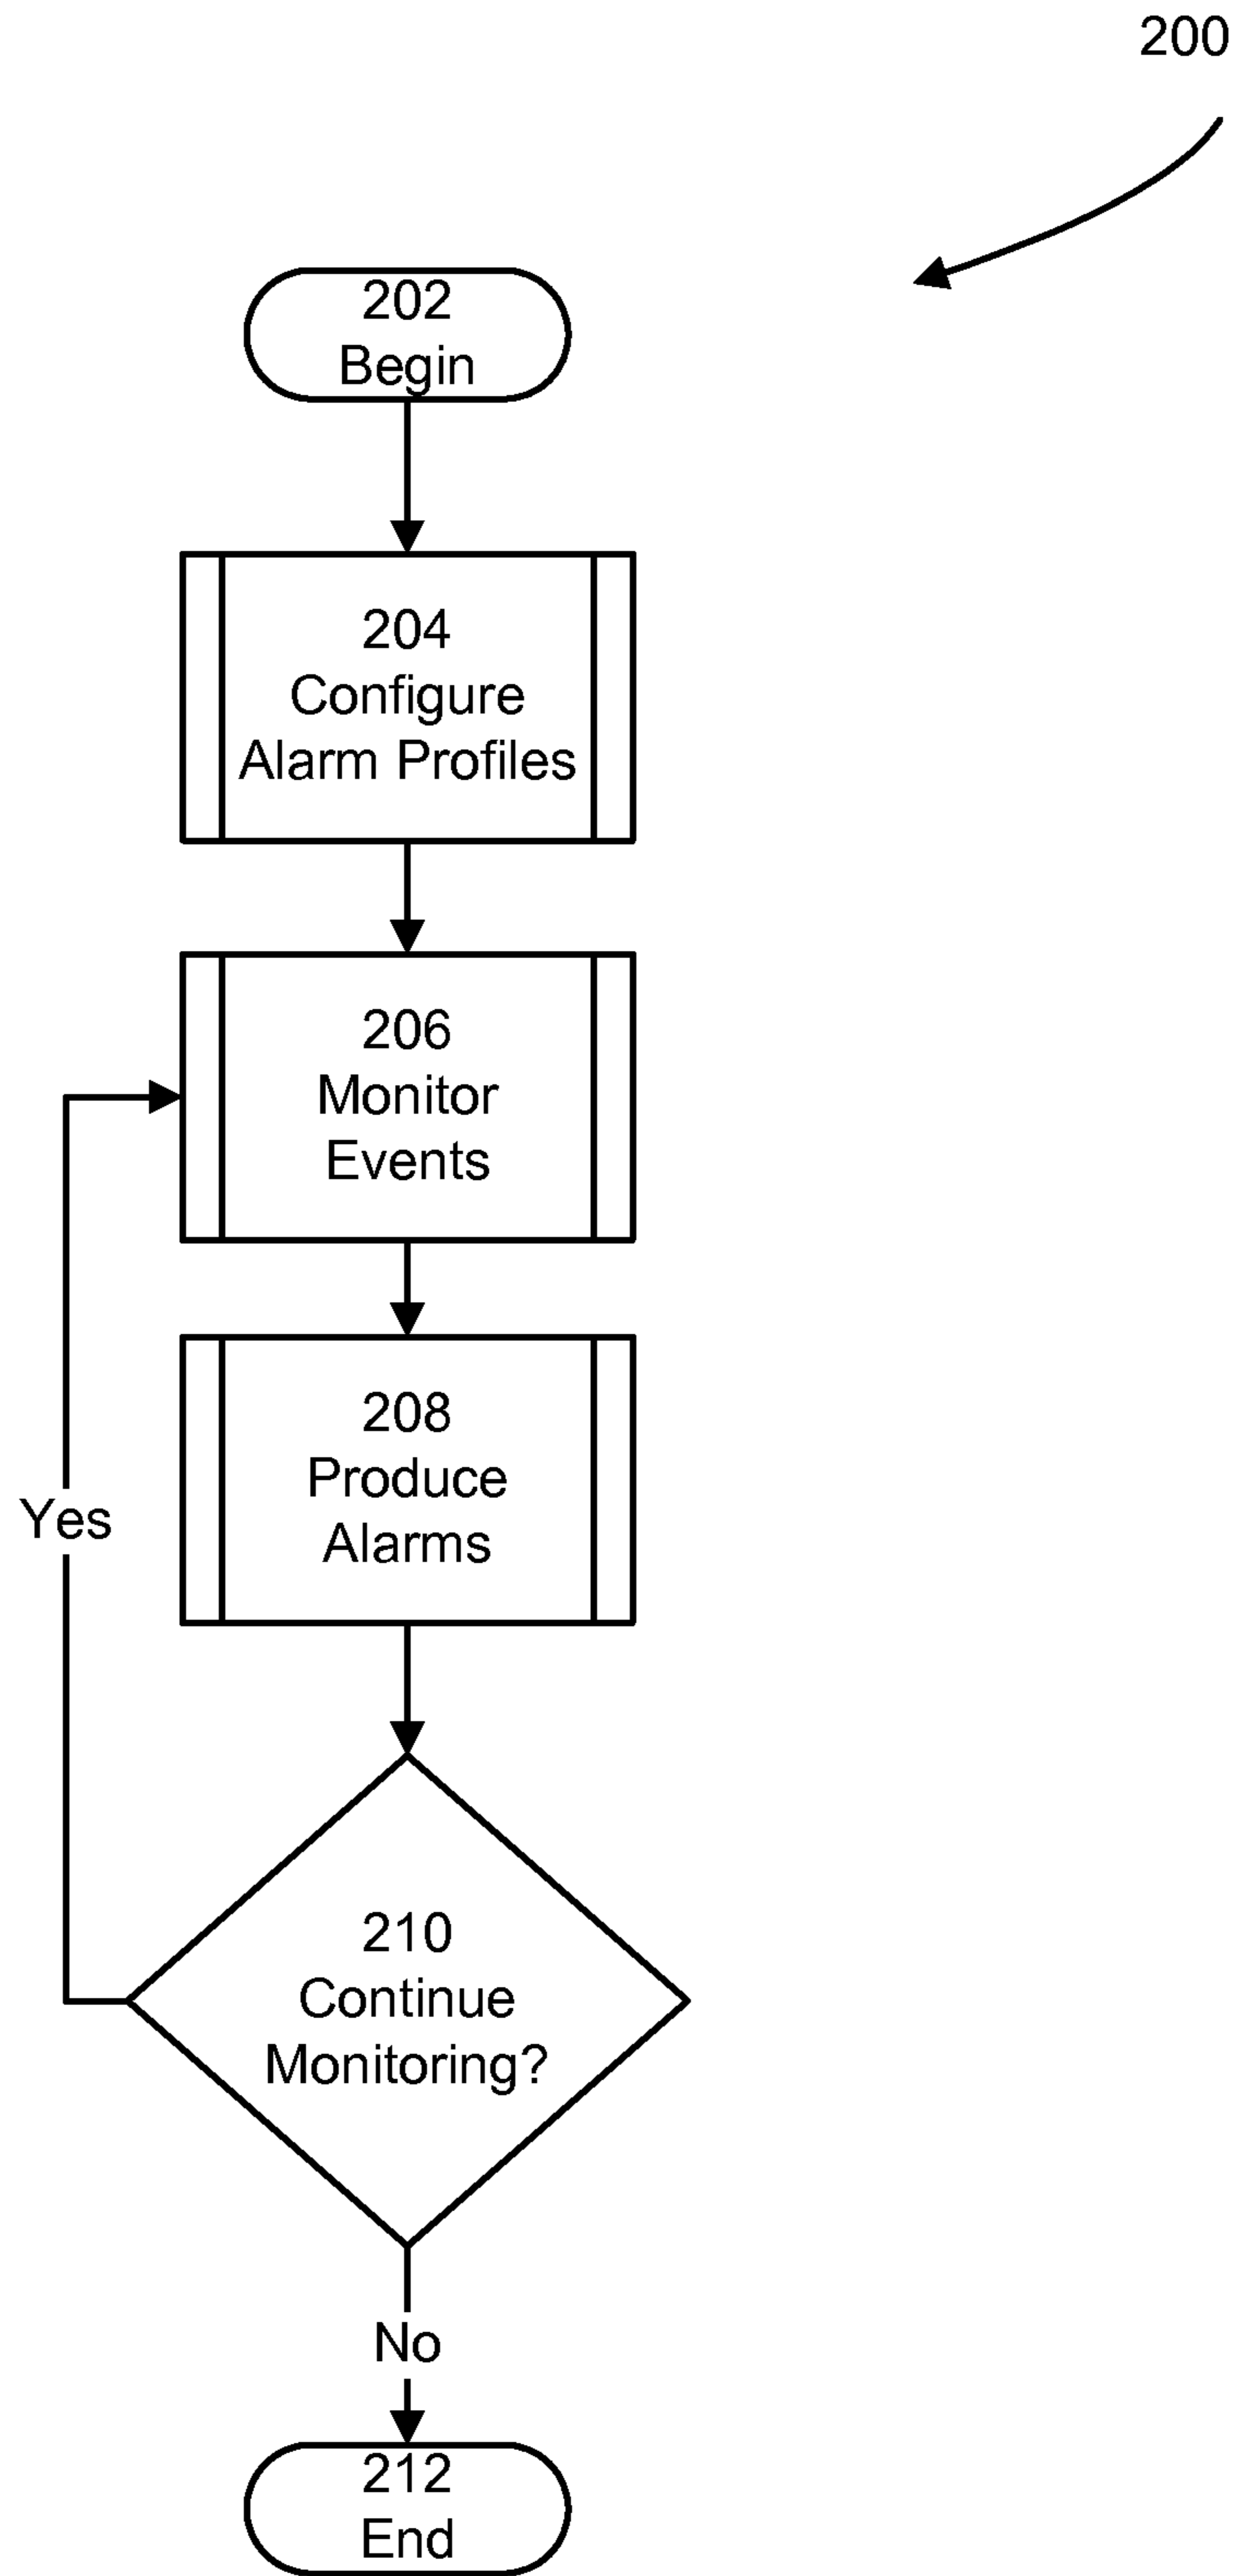 200
202
Begin
204
Configure
Alarm Profiles
206
Monitor
Events
208
Produce
Alarms
Yes
210
Continue
Monitoring?
No
212
End